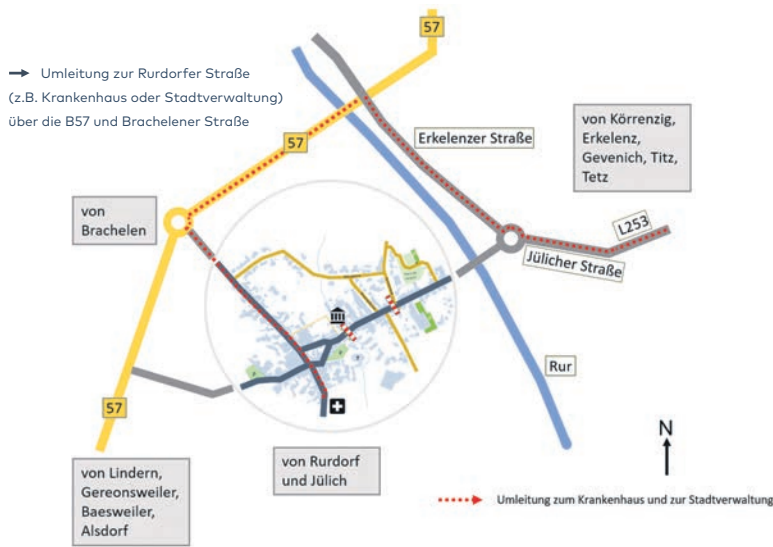 57
→ Umleitung zur Rurdorfer Straße
(z.B. Krankenhaus oder Stadtverwaltung)
über die B57 und Brachelener Straße
57
Erkelenzer Straße
von Körrenzig,
Erkelenz,
Gevenich, Titz,
Tetz
von
Brachelen
L253
Jülicher Straße
Rur
57
N
von Lindern,
Gereonsweiler,
Baesweiler,
Alsdorf
von Rurdorf
und Jülich
Umleitung zum Krankenhaus und zur Stadtverwaltung